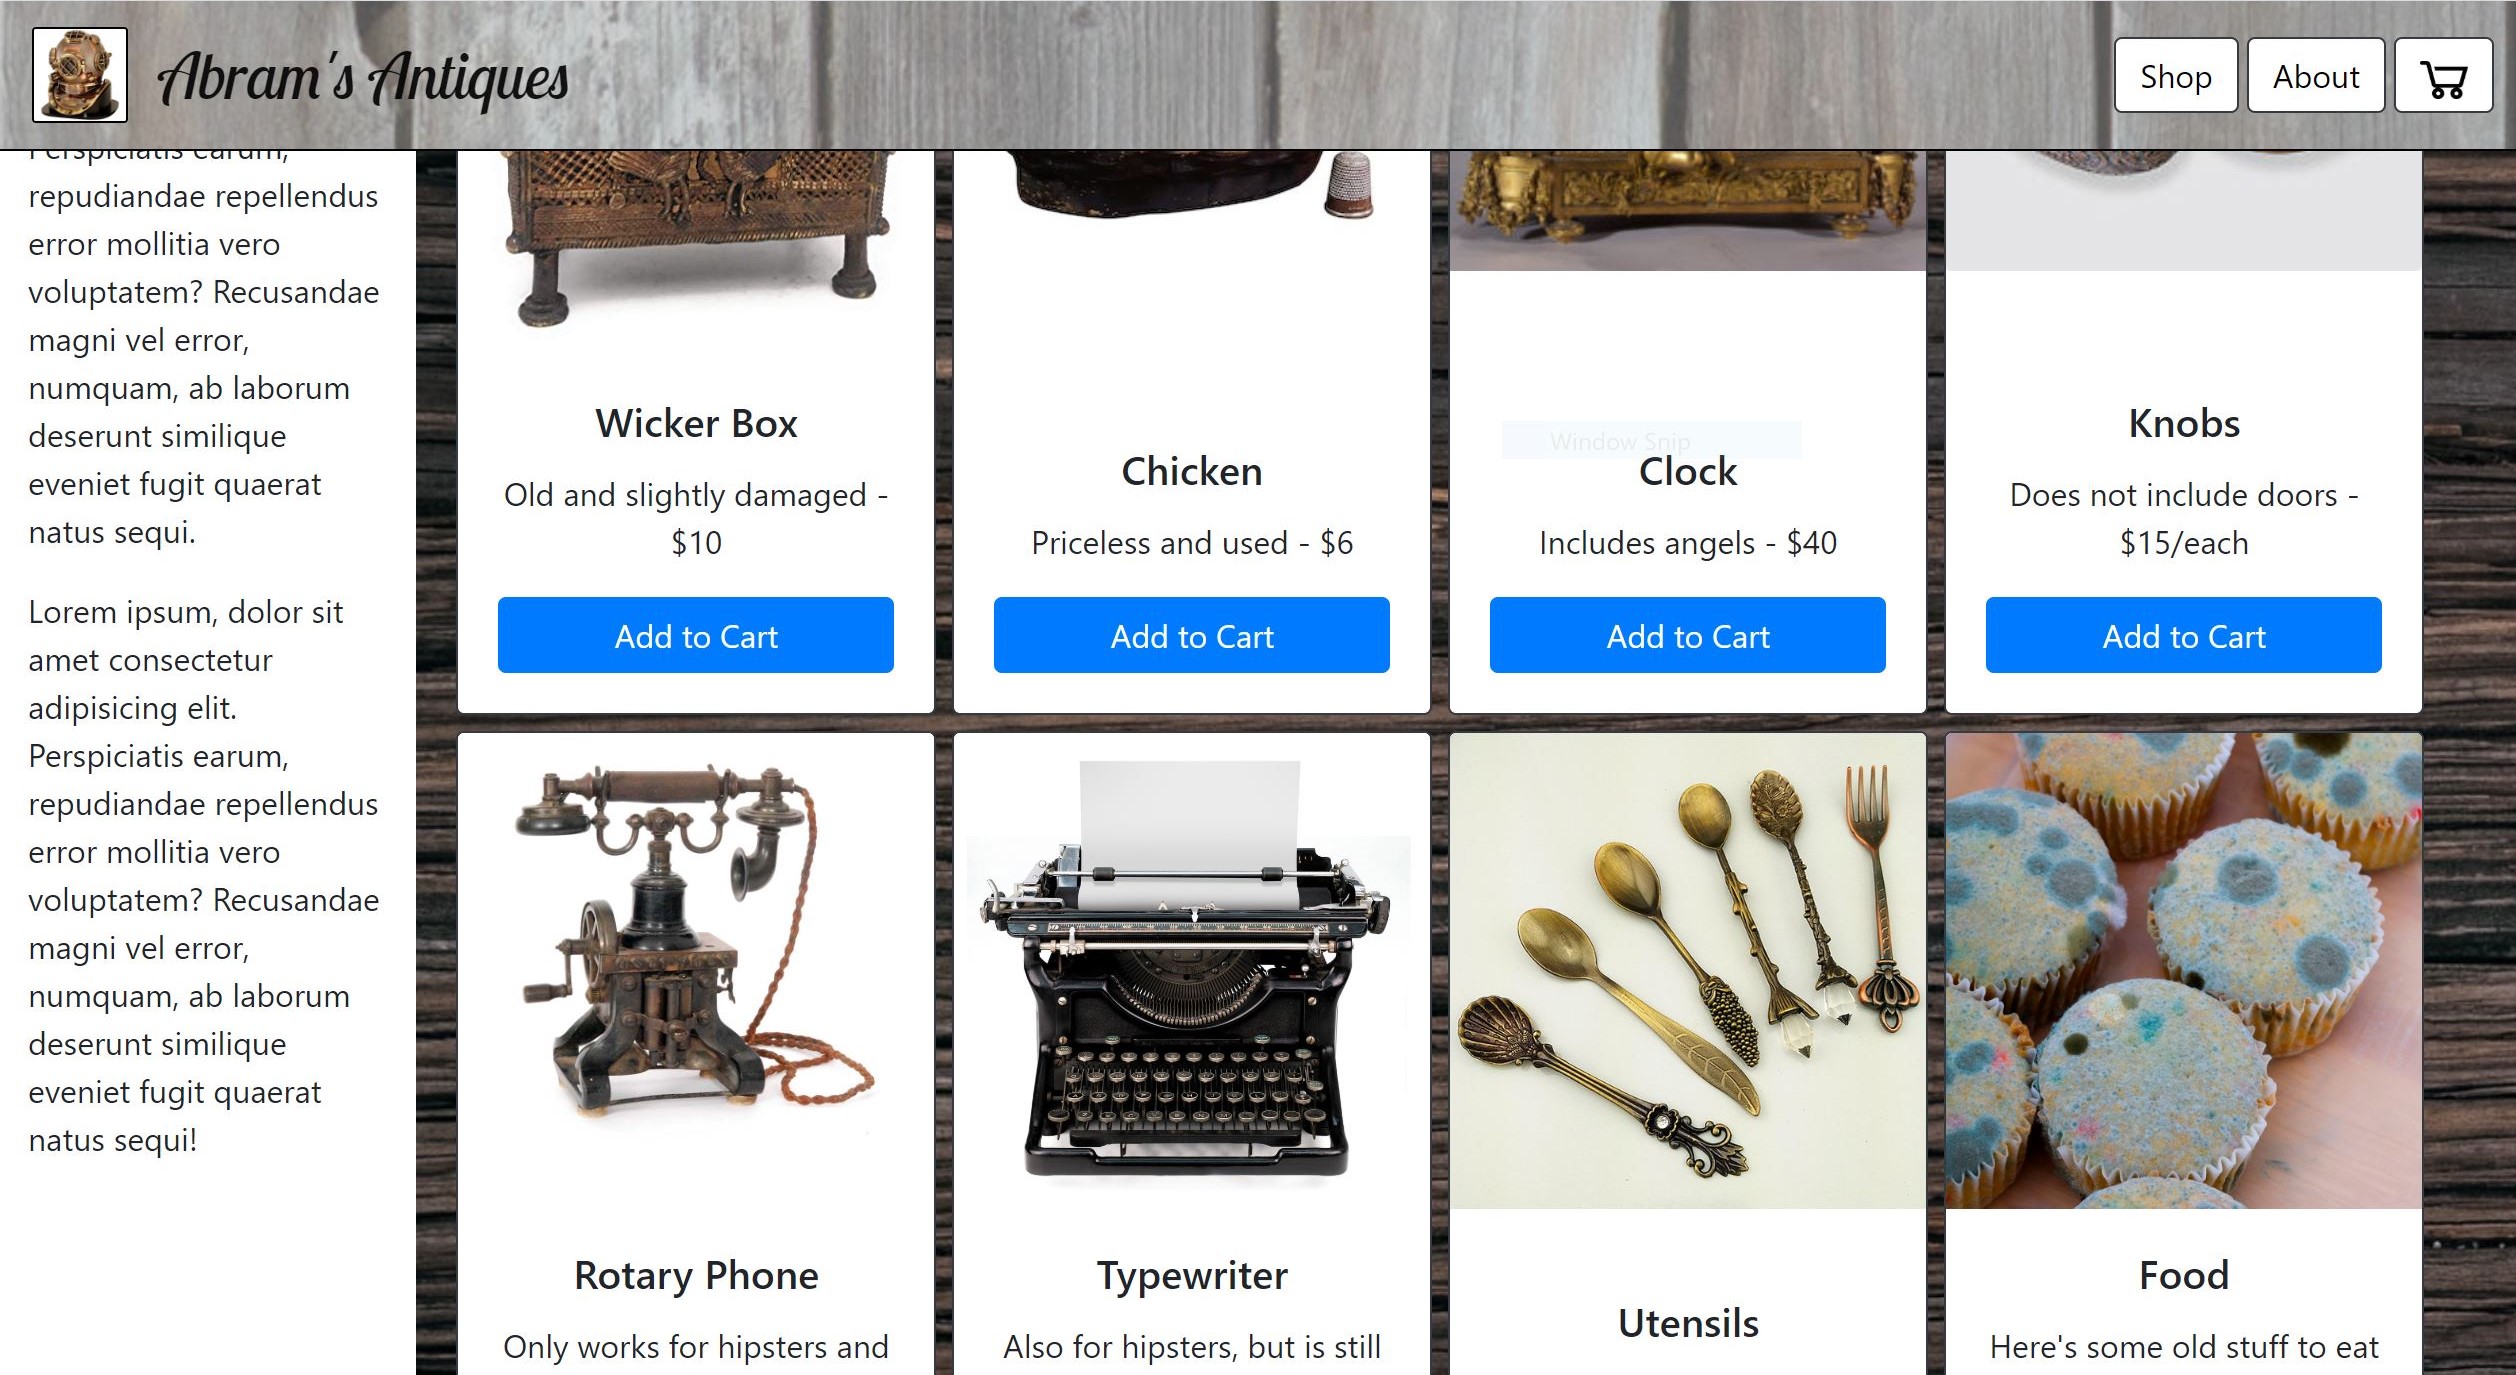 Abram's Antiques
Shop
About
Perspiciatis earum,
repudiandae repellendus
error mollitia vero
voluptatem? Recusandae
magni vel error,
numquam, ab laborum
deserunt similique
eveniet fugit quaerat
natus sequi.
Lorem ipsum, dolor sit
amet consectetur
adipisicing elit.
Perspiciatis earum,
repudiandae repellendus
error mollitia vero
voluptatem? Recusandae
magni vel error,
numquam, ab laborum
deserunt similique
eveniet fugit quaerat
natus sequi!
Wicker Box
Old and slightly damaged -
$10
Add to Cart
Chicken
Priceless and used - $6
Add to Cart
Window Snip
Clock
Includes angels - $40
Add to Cart
Knobs
Does not include doors -
$15/each
Add to Cart
Rotary Phone
Only works for hipsters and
Typewriter
Also for hipsters, but is still
Utensils
Food
Here's some old stuff to eat